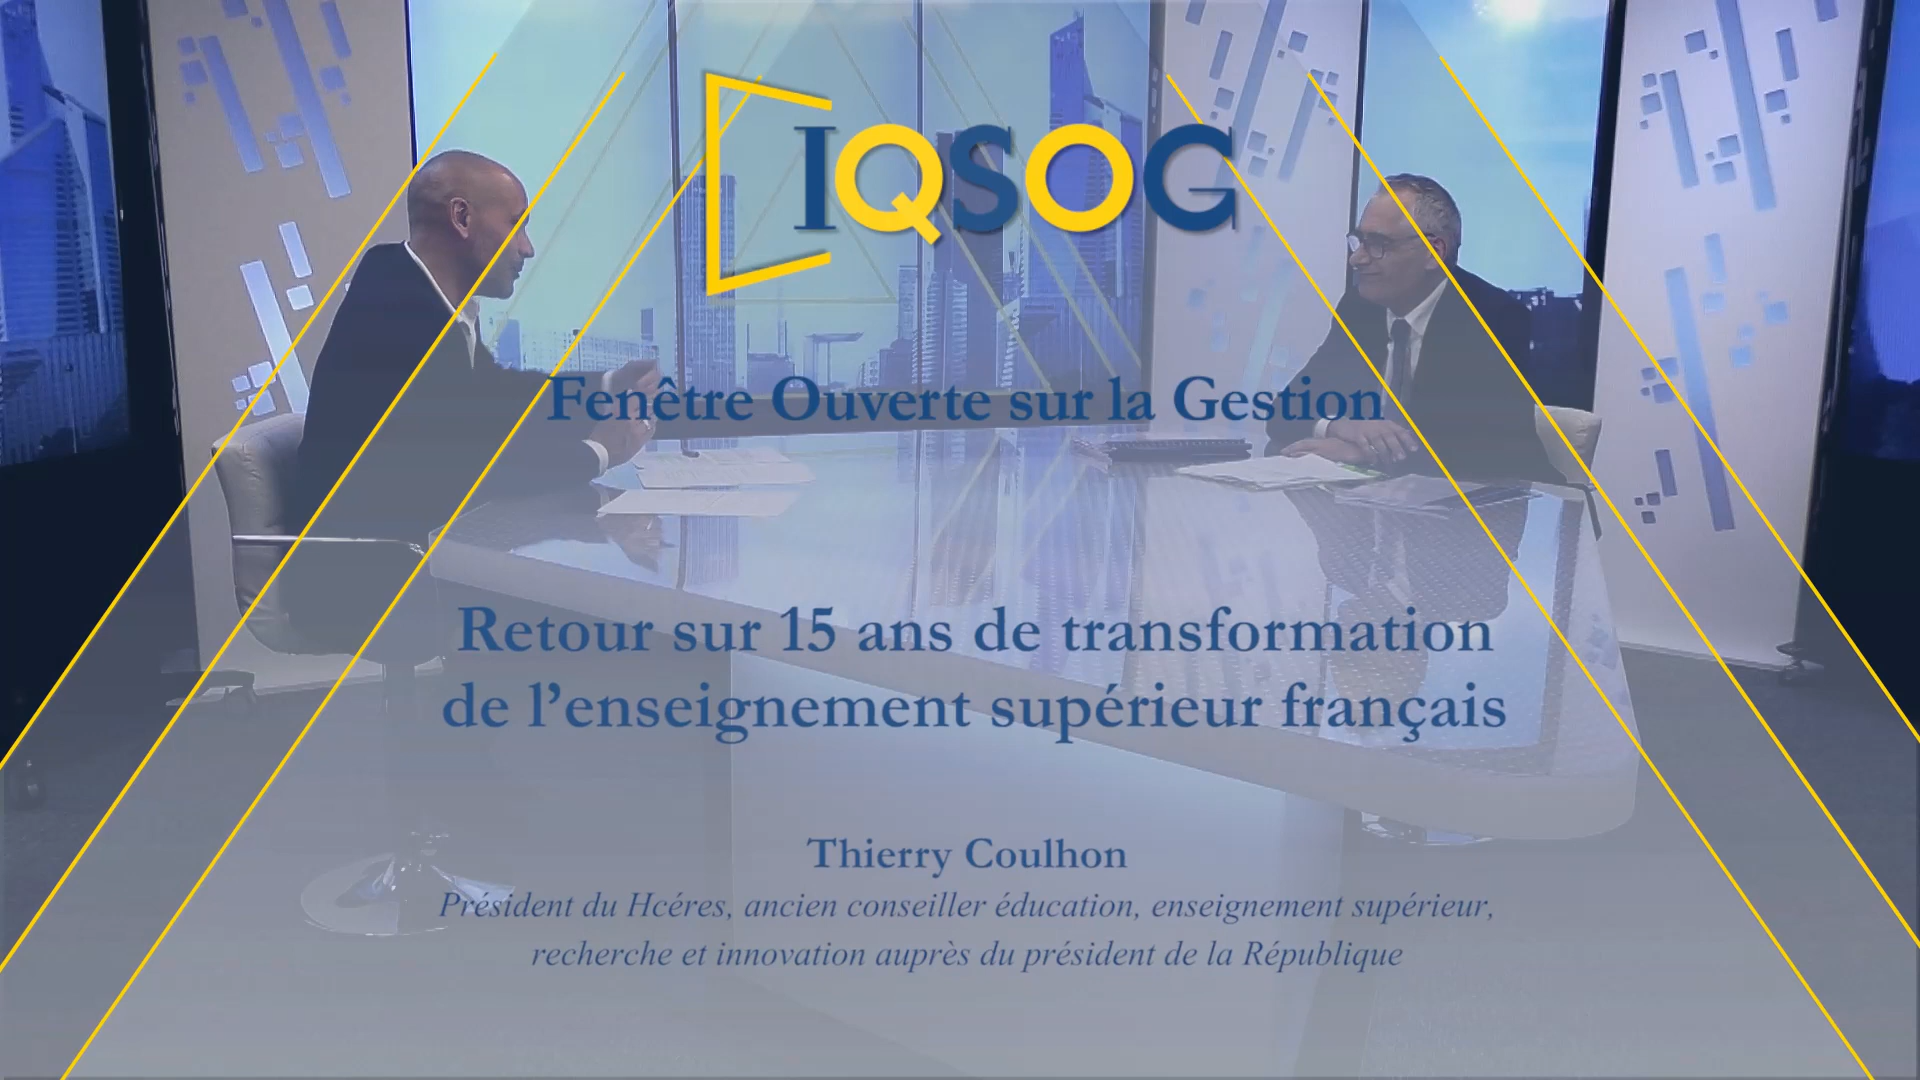 IQSOG
Fenêtre Ouverte sur la Gestion
Retour sur 15 ans de transformation
de l’enseignement supérieur français
Thierry Coulhon
Président du Hcéres, ancien conseiller éducation, enseignement supérieur,
recherche et innovation auprès du président de la République